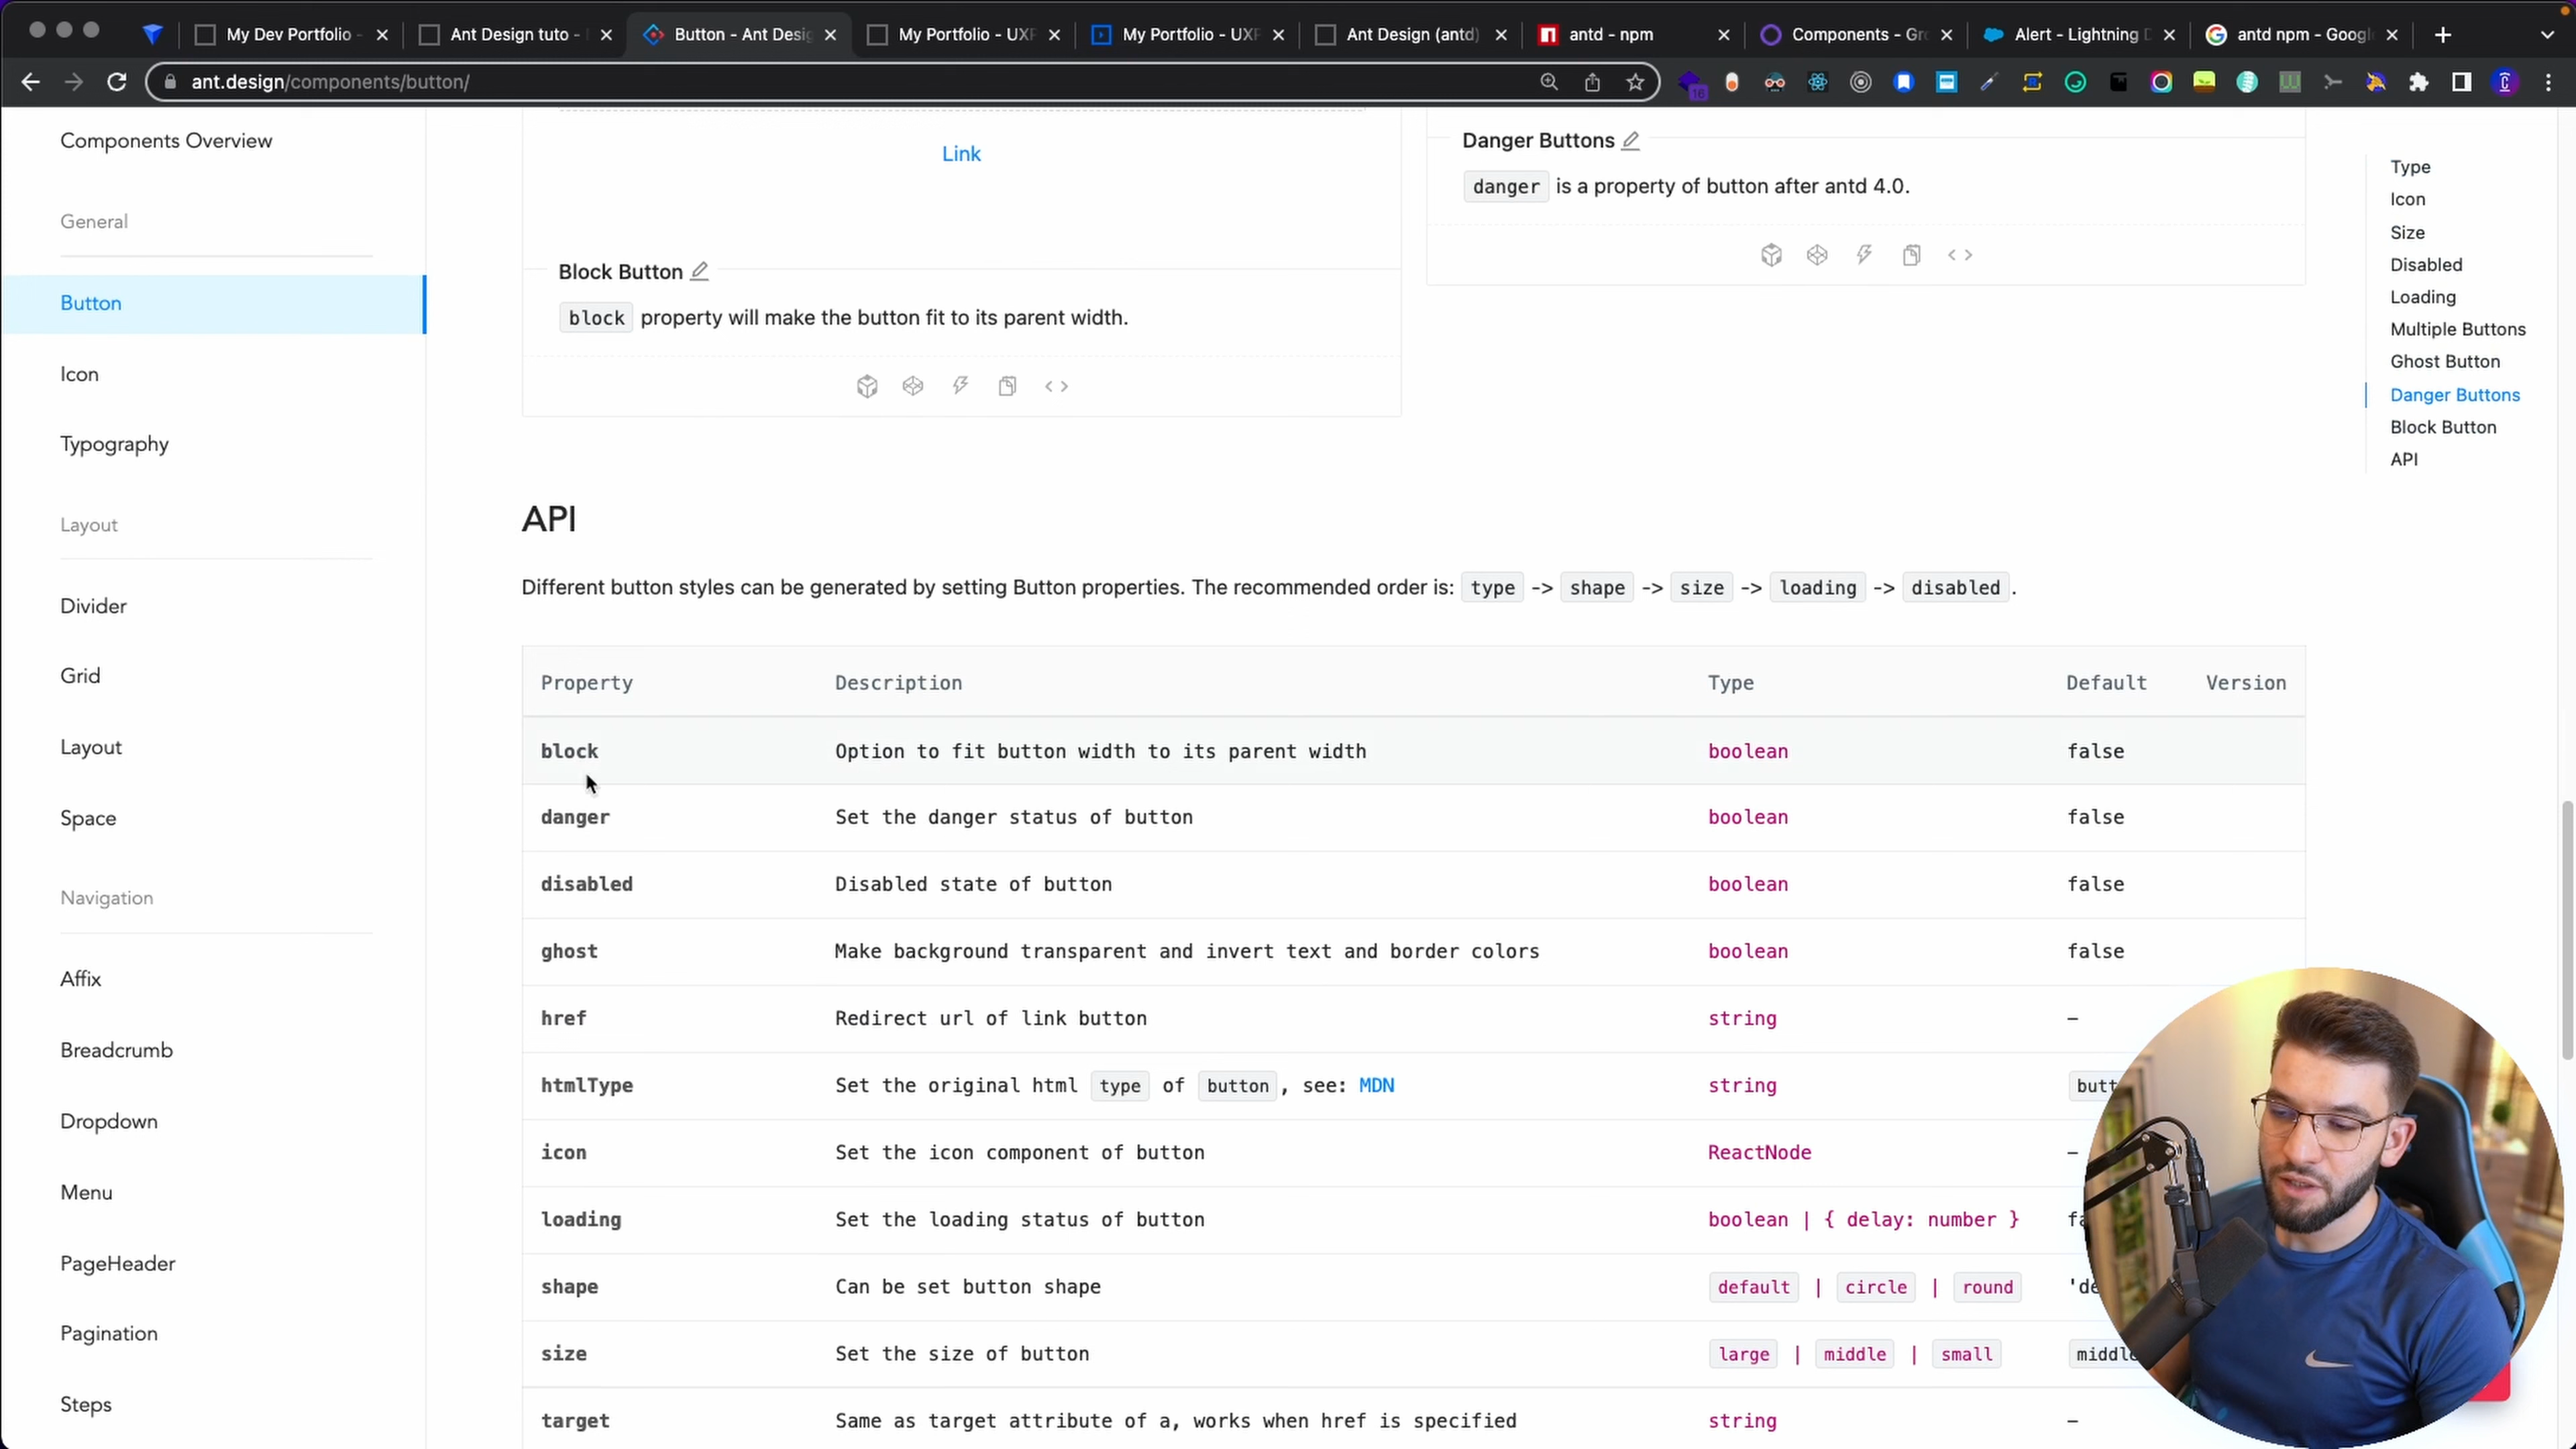 My Dev Portfolio -
Ant Design tuto -
Button - Ant Desig
My Portfolio - UXP
My Portfolio - UXP
Ant Design (antd)
antd - npm
Components - Gro
Alert - Lightning D
antd npm - Googl
ant.design/components/button/
16
Components Overview
General
Button
Icon
Typography
Layout
Divider
Grid
Layout
Space
Navigation
Affix
Breadcrumb
Dropdown
Menu
PageHeader
Pagination
Steps
Link
Block Button
block property will make the button fit to its parent width.
Danger Buttons
danger is a property of button after antd 4.0.
Type
Icon
Size
Disabled
Loading
Multiple Buttons
Ghost Button
Danger Buttons
Block Button
API
API
Different button styles can be generated by setting Button properties. The recommended order is: type -> shape -> size -> loading -> disabled.
Property Description Type Default Version
block Option to fit button width to its parent width boolean false
danger Set the danger status of button boolean false
disabled Disabled state of button boolean false
ghost Make background transparent and invert text and border colors boolean false
href Redirect url of link button string -
htmlType Set the original html type of button, see: MDN string butt
icon Set the icon component of button ReactNode -
loading Set the loading status of button boolean | { delay: number } fa
shape Can be set button shape default | circle | round 'de
size Set the size of button large | middle | small middle
target Same as target attribute of a, works when href is specified string -